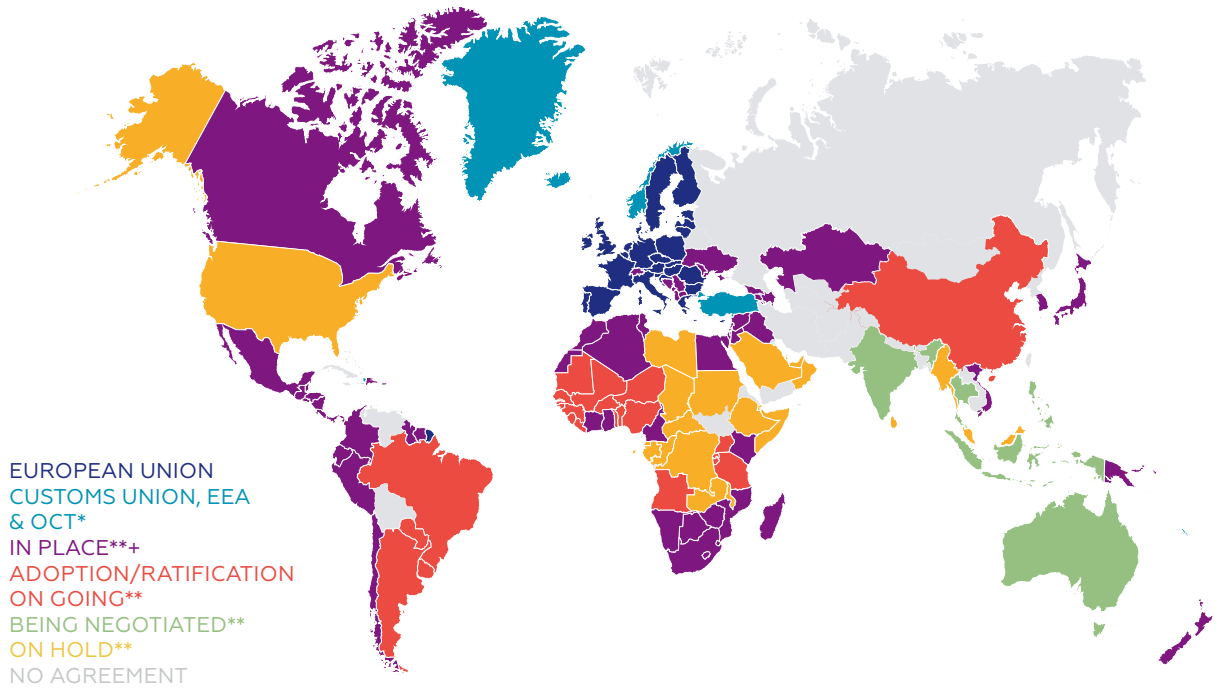 EUROPEAN UNION
CUSTOMS UNION, EEA
& OCT*
IN PLACE**+
ADOPTION/RATIFICATION
ON GOING**
BEING NEGOTIATED**
ON HOLD**
NO AGREEMENT